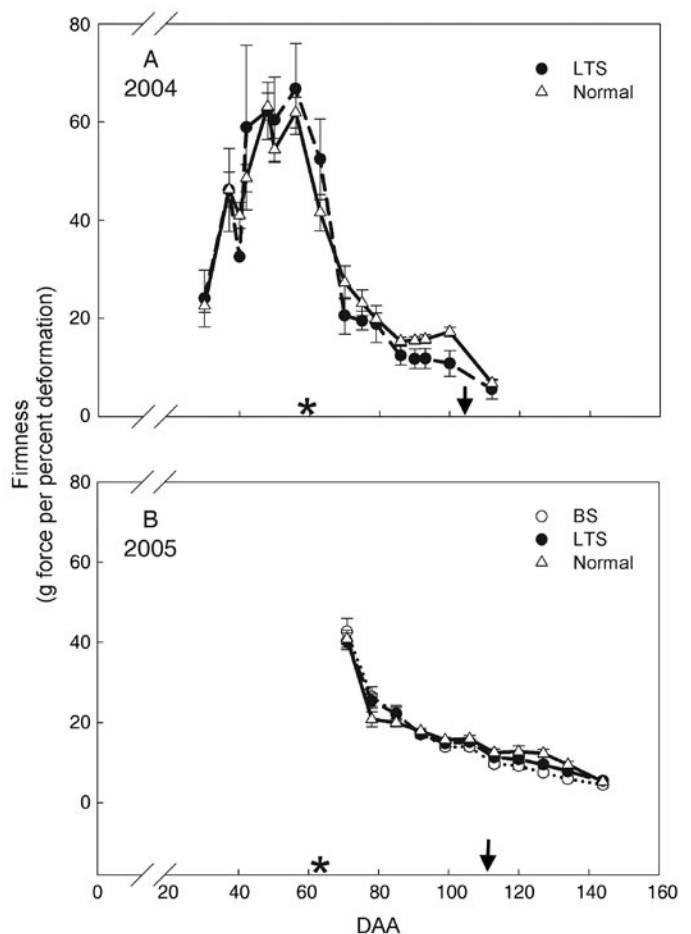 80
60
40
20
0
A
2004
LTS
Normal
*
Firmness
(g force per percent deformation)
80
60
40
20
0
B
2005
BS
LTS
Normal
*
0 20 40 60 80 100 120 140 160
DAA